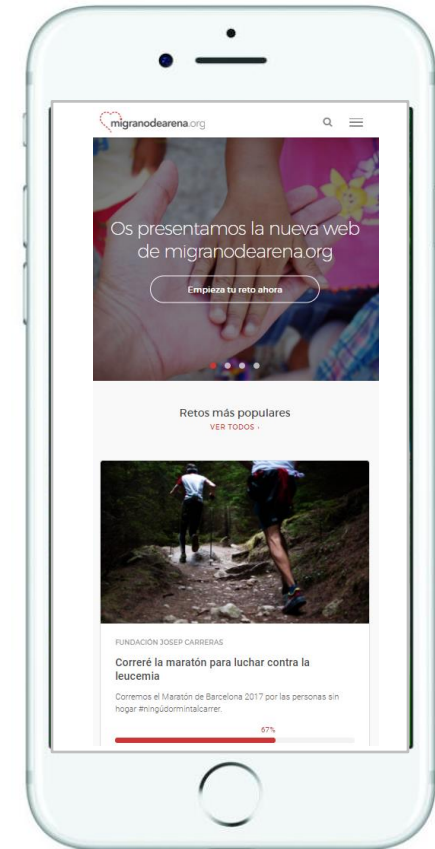 migranodearena.org
Os presentamos la nueva web
de migranodearena.org
Empieza tu reto ahora
Retos más populares
VER TODOS ›
FUNDACIÓN JOSEP CARRERAS
Correré la maratón para luchar contra la
leucemia
Corremos el Maratón de Barcelona 2017 por las personas sin
hogar #ningúdormintalcarrer.
67%